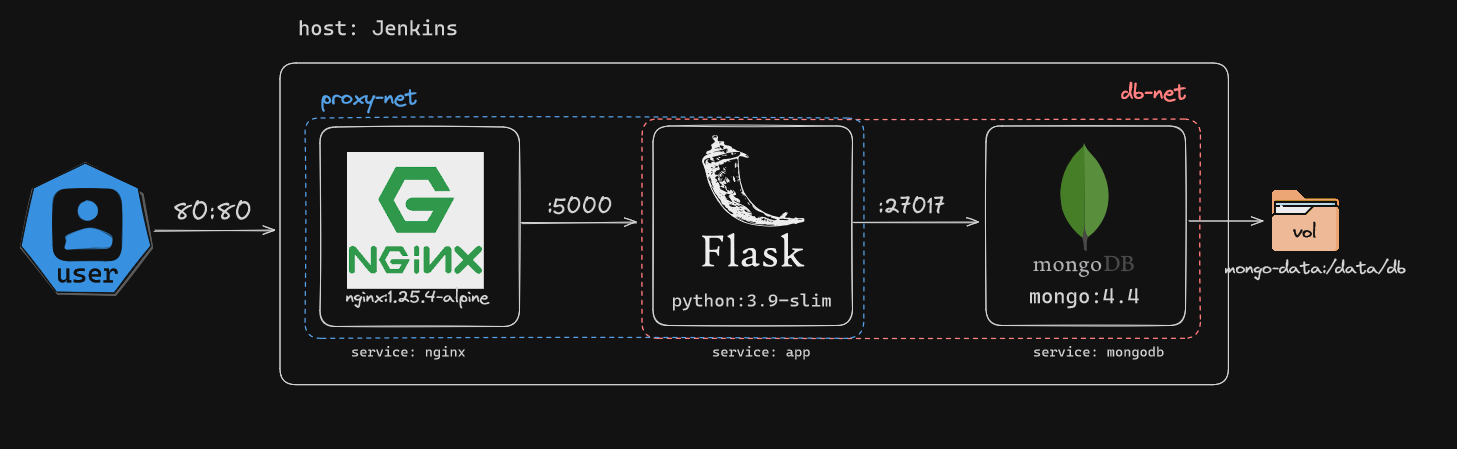 host: Jenkins
proxy-net
db-net
user
80:80
NGINX
nginx:1.25.4-alpine
:5000
Flask
python:3.9-slim
:27017
mongoDB
mongo:4.4
vol
mongo-data:/data/db
service: nginx
service: app
service: mongodb